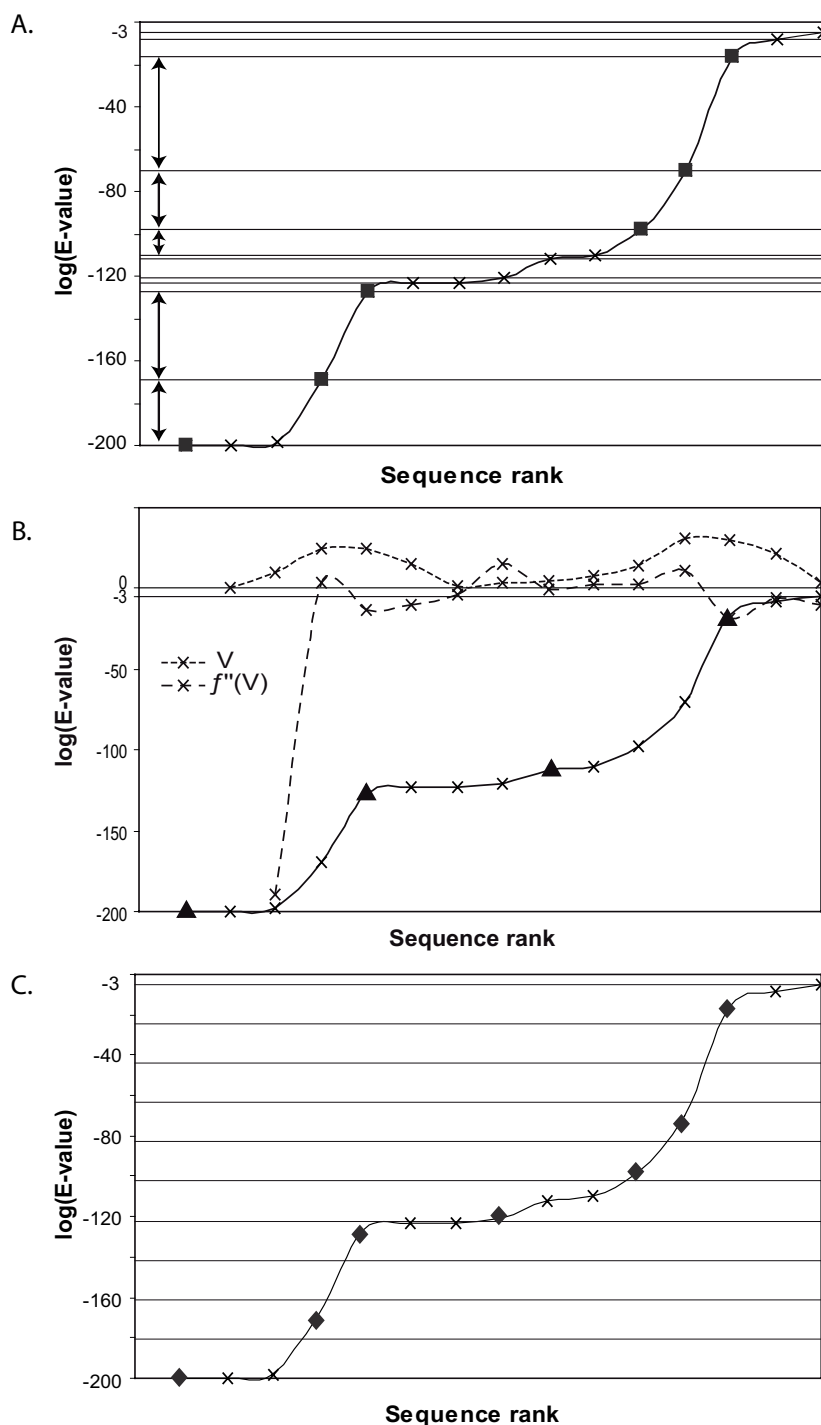 A.
-3
-40
-80
-120
-160
-200
log(E-value)
Sequence rank
B.
0
-3
-50
-100
-150
-200
log(E-value)
V
f"(V)
Sequence rank
C.
-3
-40
-80
-120
-160
-200
log(E-value)
Sequence rank